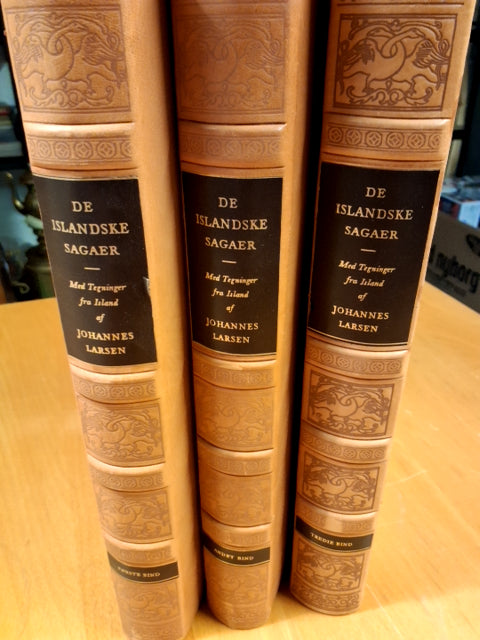 DE
ISLANDSKE
SAGAER
Med Tegninger
fra Island
af
JOHANNES
LARSEN
FØRSTE BIND
DE
ISLANDSKE
SAGAER
Med Tegninger
fra Island
af
JOHANNES
LARSEN
ANDET BIND
DE
ISLANDSKE
SAGAER
Med Tegninger
fra Island
af
JOHANNES
LARSEN
TREDIE BIND
nyborg